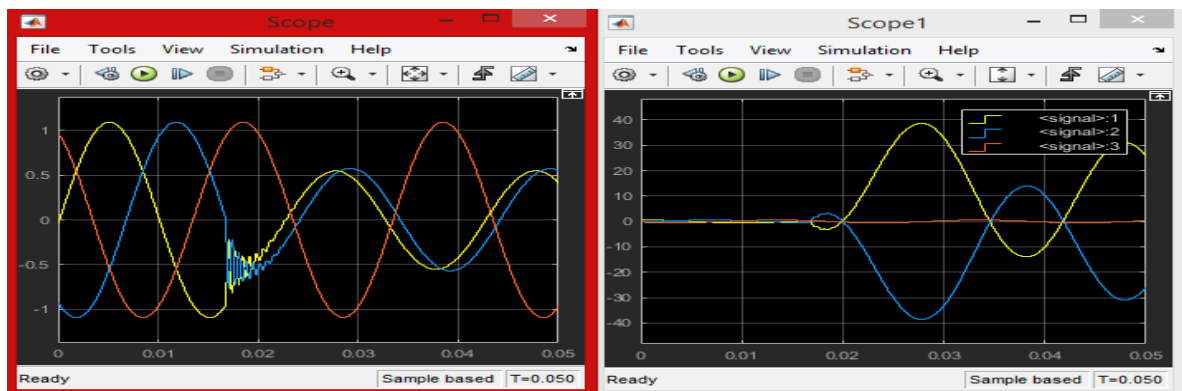 Scope
File Tools View Simulation Help
1
0.5
0
-0.5
-1
0 0.01 0.02 0.03 0.04 0.05
Ready Sample based T=0.050
Scope1
File Tools View Simulation Help
<signal>:1
<signal>:2
<signal>:3
40
30
20
10
0
-10
-20
-30
-40
0 0.01 0.02 0.03 0.04 0.05
Ready Sample based T=0.050